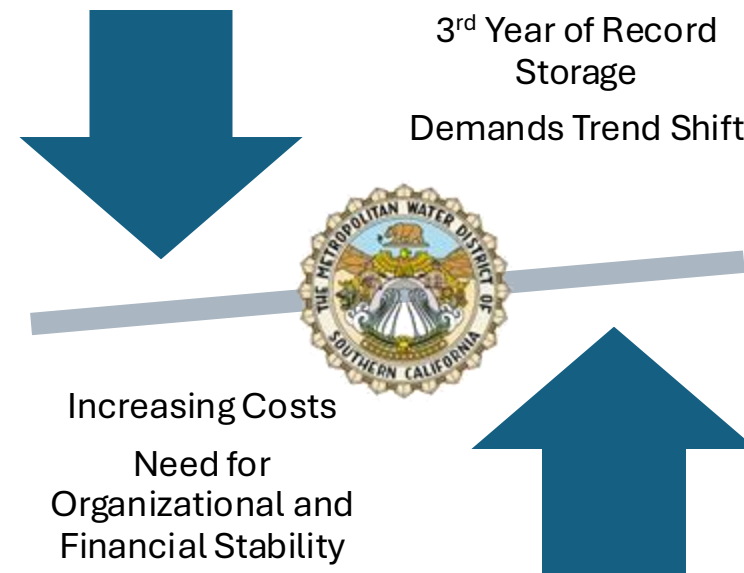 3rd Year of Record
Storage
Demands Trend Shift
THE METROPOLITAN WATER DISTRICT OF
SOUTHERN CALIFORNIA
Increasing Costs
Need for
Organizational and
Financial Stability